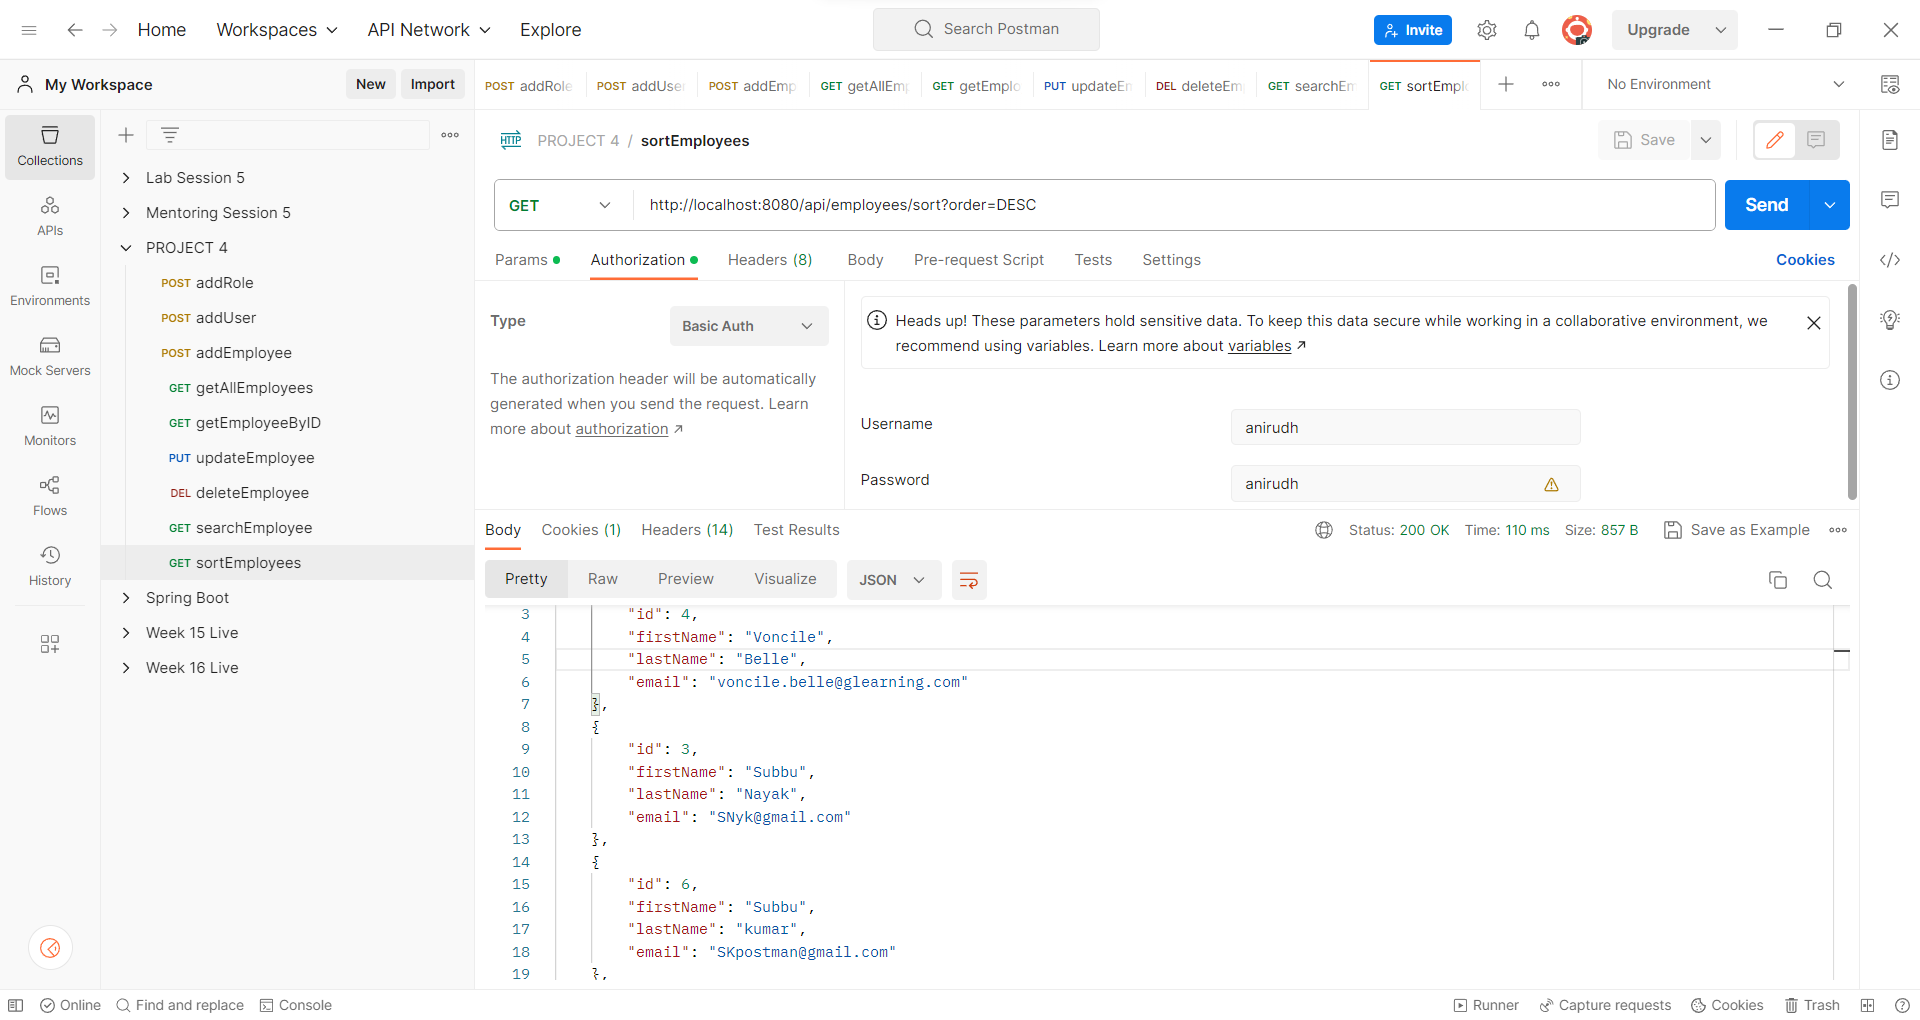 Home Workspaces API Network Explore Search Postman Invite Upgrade
My Workspace New Import
POST addRole POST addUser POST addEmp GET getAllEmp GET getEmplo PUT updateEm DEL deleteEm GET searchEm GET sortEmplo No Environment
Collections
APIs
Environments
Mock Servers
Monitors
Flows
History
Lab Session 5
Mentoring Session 5
PROJECT 4
POST addRole
POST addUser
POST addEmployee
GET getAllEmployees
GET getEmployeeByID
PUT updateEmployee
DEL deleteEmployee
GET searchEmployee
GET sortEmployees
Spring Boot
Week 15 Live
Week 16 Live
HTTP PROJECT 4 / sortEmployees Save
GET http://localhost:8080/api/employees/sort?order=DESC Send
Params Authorization Headers (8) Body Pre-request Script Tests Settings Cookies
Type Basic Auth
The authorization header will be automatically
generated when you send the request. Learn
more about authorization ↗
Heads up! These parameters hold sensitive data. To keep this data secure while working in a collaborative environment, we
recommend using variables. Learn more about variables ↗
Username anirudh
Password anirudh
Body Cookies (1) Headers (14) Test Results Status: 200 OK Time: 110 ms Size: 857 B Save as Example
Pretty Raw Preview Visualize JSON
3 "id": 4,
4 "firstName": "Voncile",
5 "lastName": "Belle",
6 "email": "voncile.belle@glearning.com"
7 },
8 {
9 "id": 3,
10 "firstName": "Subbu",
11 "lastName": "Nayak",
12 "email": "SNyk@gmail.com"
13 },
14 {
15 "id": 6,
16 "firstName": "Subbu",
17 "lastName": "kumar",
18 "email": "SKpostman@gmail.com"
19 },
Online Find and replace Console Runner Capture requests Cookies Trash